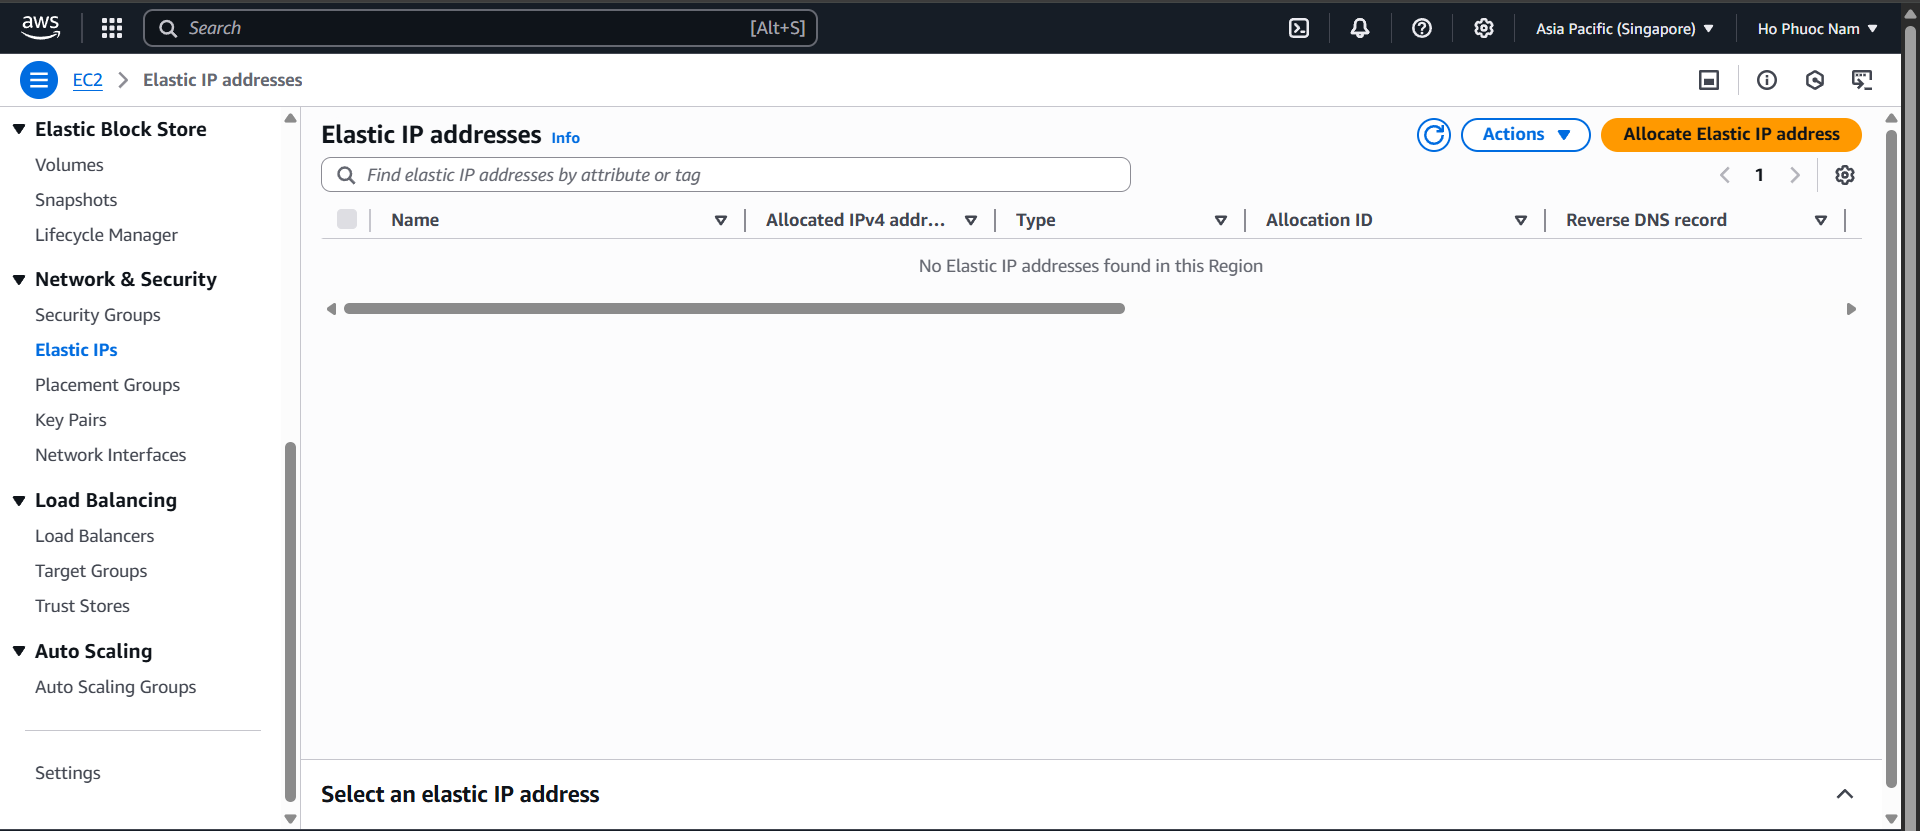 aws
Search [Alt+S]
Asia Pacific (Singapore)
Ho Phuoc Nam
EC2
Elastic IP addresses
Elastic Block Store
Volumes
Snapshots
Lifecycle Manager
Network & Security
Security Groups
Elastic IPs
Placement Groups
Key Pairs
Network Interfaces
Load Balancing
Load Balancers
Target Groups
Trust Stores
Auto Scaling
Auto Scaling Groups
Settings
Elastic IP addresses Info
Actions
Allocate Elastic IP address
Find elastic IP addresses by attribute or tag
1
Name
Allocated IPv4 addr...
Type
Allocation ID
Reverse DNS record
No Elastic IP addresses found in this Region
Select an elastic IP address